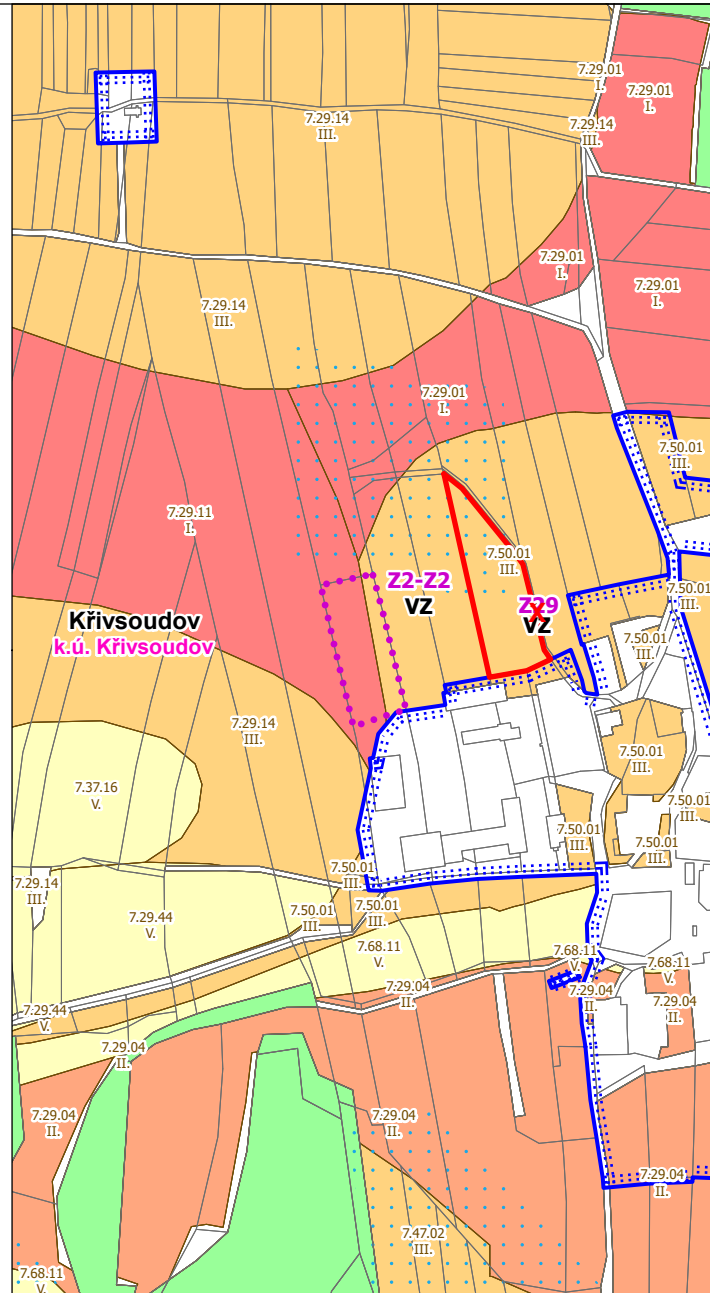 7.29.01
I.
7.29.01
I.
7.29.14
III.
7.29.14
III.
7.29.01
I.
7.29.01
I.
7.29.14
III.
7.29.01
I.
7.50.01
III.
7.29.11
I.
7.50.01
III.
Z2-Z2
VZ
Z29
VZ
7.50.01
III.
Křivsoudov
k.ú. Křivsoudov
7.50.01
III.
7.29.14
III.
7.50.01
III.
7.37.16
V.
7.50.01
III.
7.50.01
III.
7.50.01
III.
7.50.01
III.
7.29.14
III.
7.29.44
V.
7.50.01
III.
7.50.01
III.
7.68.11
V.
7.68.11
V.
7.68.11
V.
7.29.04
II.
7.29.04
II.
7.29.04
II.
7.29.44
V.
7.29.04
II.
7.29.04
II.
7.29.04
II.
7.29.04
II.
7.47.02
III.
7.68.11
V.